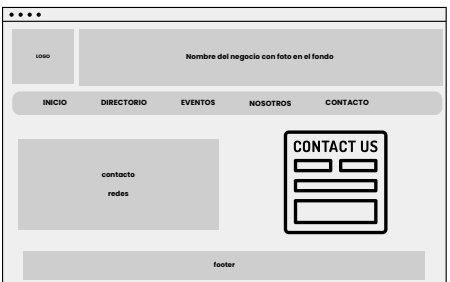 LOGO
Nombre del negocio con foto en el fondo
INICIO DIRECTORIO EVENTOS NOSOTROS CONTACTO
CONTACT US
contacto
redes
footer